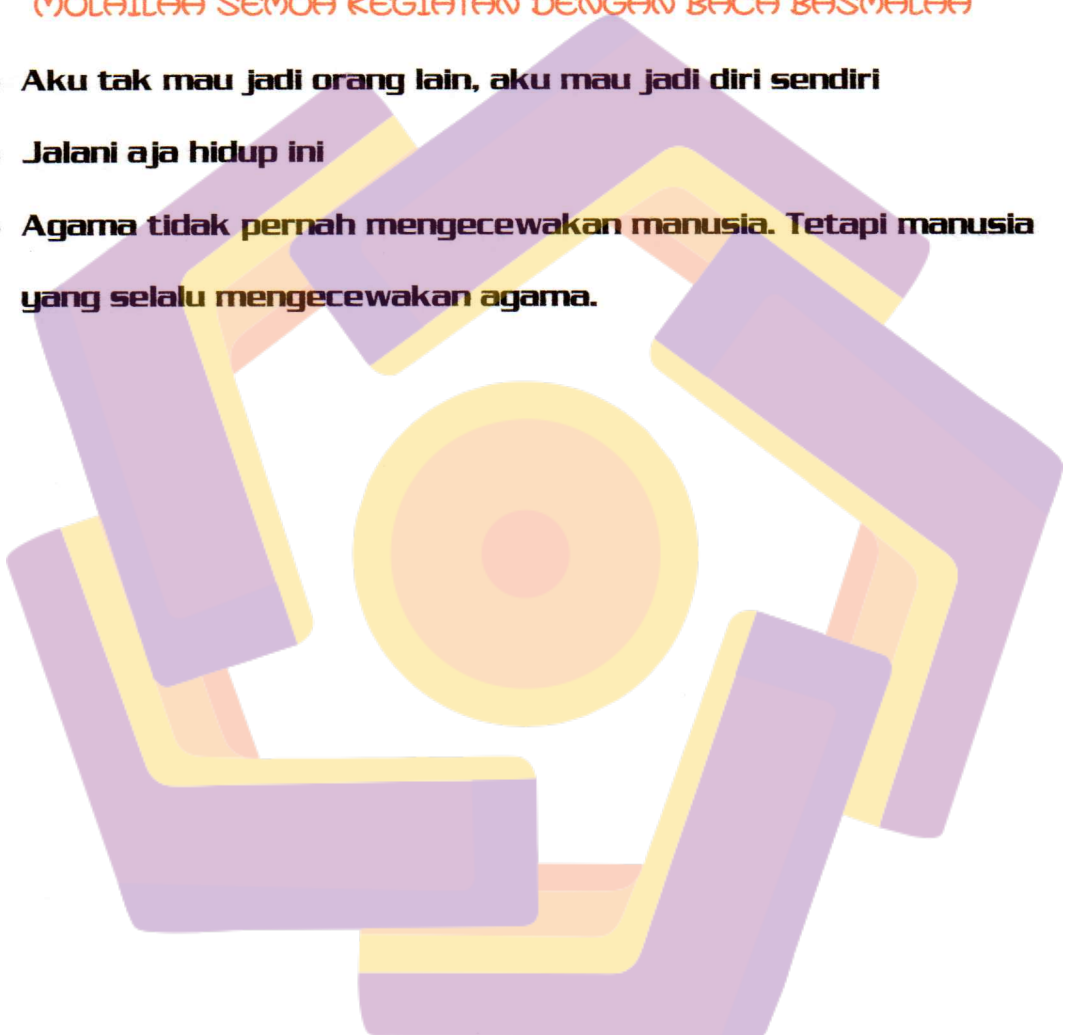 MULAILAH SEMUA KEGIATAN DENGAN BACA BASMALAH
Aku tak mau jadi orang lain, aku mau jadi diri sendiri
Jalani aja hidup ini
Agama tidak pernah mengecewakan manusia. Tetapi manusia
yang selalu mengecewakan agama.